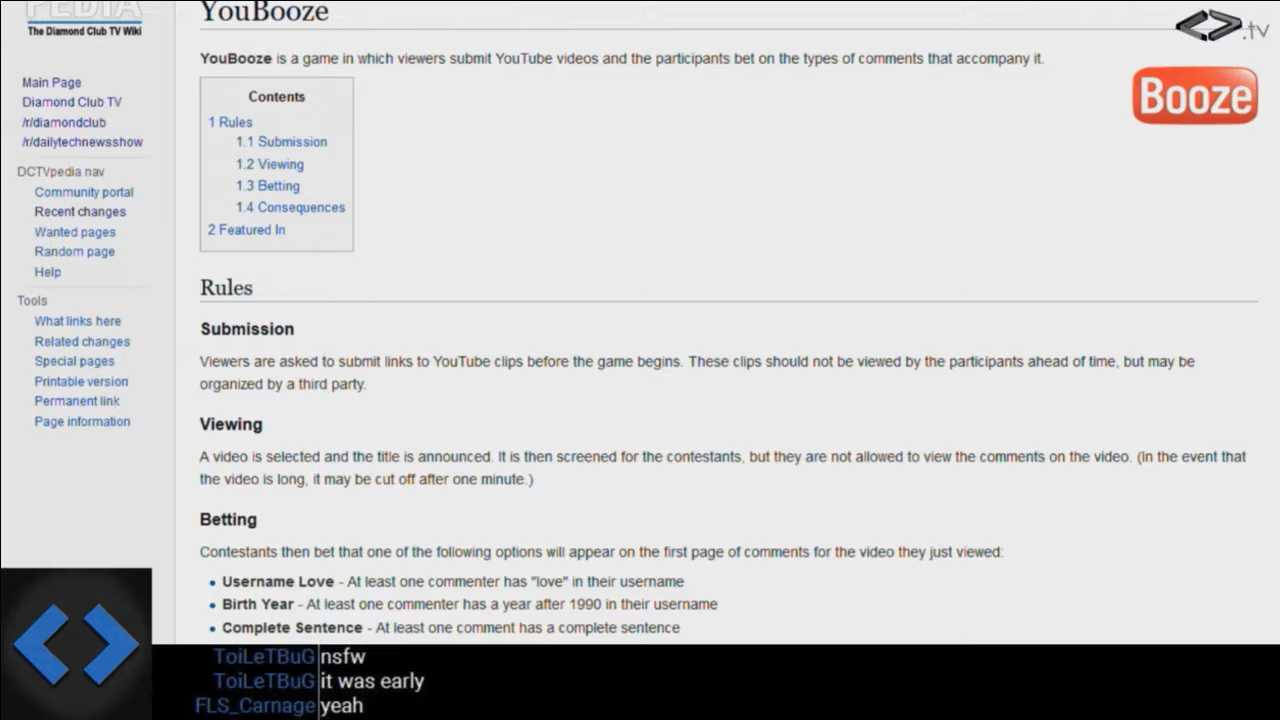 PEDIA
The Diamond Club TV Wiki
Main Page
Diamond Club TV
/r/diamondclub
/r/dailytechnewsshow
DCTVpedia nav
Community portal
Recent changes
Wanted pages
Random page
Help
Tools
What links here
Related changes
Special pages
Printable version
Permanent link
Page information
YouBooze
.tv
YouBooze is a game in which viewers submit YouTube videos and the participants bet on the types of comments that accompany it.
Booze
Contents
1 Rules
1.1 Submission
1.2 Viewing
1.3 Betting
1.4 Consequences
2 Featured In
Rules
Submission
Viewers are asked to submit links to YouTube clips before the game begins. These clips should not be viewed by the participants ahead of time, but may be
organized by a third party.
Viewing
A video is selected and the title is announced. It is then screened for the contestants, but they are not allowed to view the comments on the video. (In the event that
the video is long, it may be cut off after one minute.)
Betting
Contestants then bet that one of the following options will appear on the first page of comments for the video they just viewed:
• Username Love - At least one commenter has "love" in their username
• Birth Year - At least one commenter has a year after 1990 in their username
• Complete Sentence - At least one comment has a complete sentence
ToiLeTBuG nsfw
ToiLeTBuG it was early
FLS_Carnage yeah